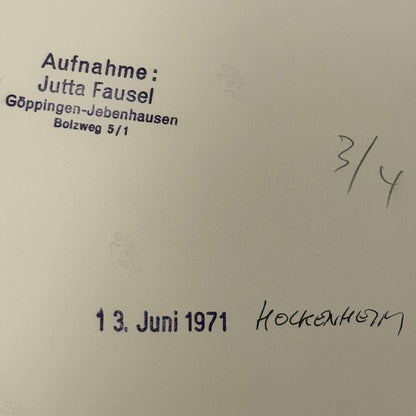 Aufnahme:
Jutta Fausel
Göppingen-Jebenhausen
Bolzweg 5/1
3/4
13. Juni 1971 HOCKENHEIM